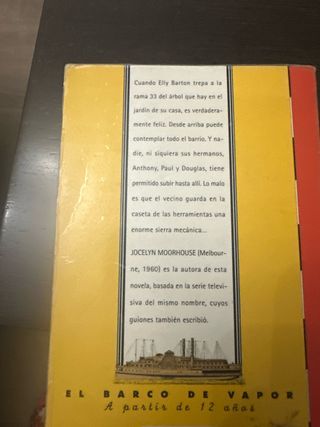 Cuando Elly Barton trepa a la
rama 33 del árbol que hay en el
jardín de su casa, es verdadera-
mente feliz. Desde arriba puede
contemplar todo el barrio. Y na-
die, ni siquiera sus hermanos,
Anthony, Paul y Douglas, tiene
permitido subir hasta allí. Lo malo
es que el vecino guarda en la
caseta de las herramientas una
enorme sierra mecánica...
JOCELYN MOORHOUSE (Melbour-
ne, 1960) es la autora de esta
novela, basada en la serie televi-
siva del mismo nombre, cuyos
guiones también escribió.
EL BARCO DE VAPOR
A partir de 12 años